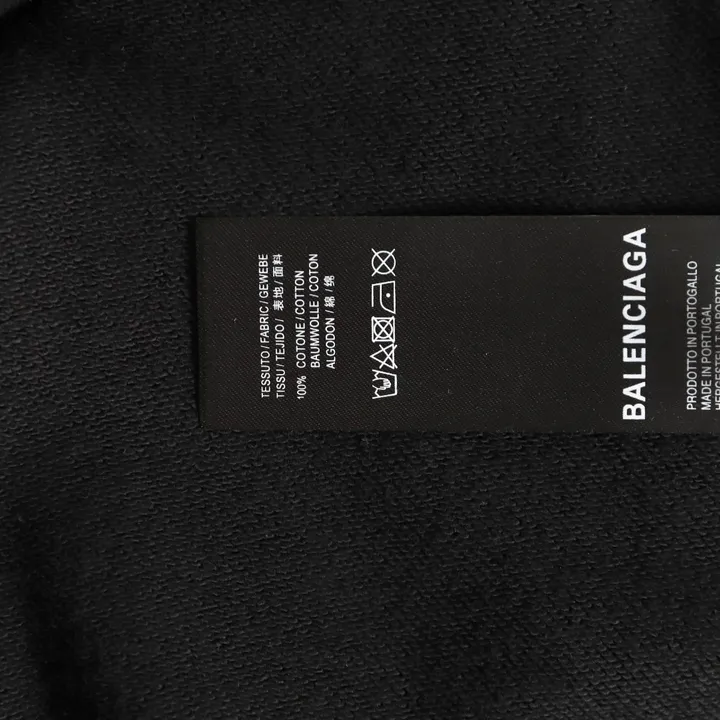 TESSUTO / FABRIC / GEWEBE
TISSU / TEJIDO / 表地 / 面料
100% COTONE / COTTON
BAUMWOLLE / COTON
ALGODON / 綿 / 绵
BALENCIAGA
PRODOTTO IN PORTOGALLO
MADE IN PORTUGAL